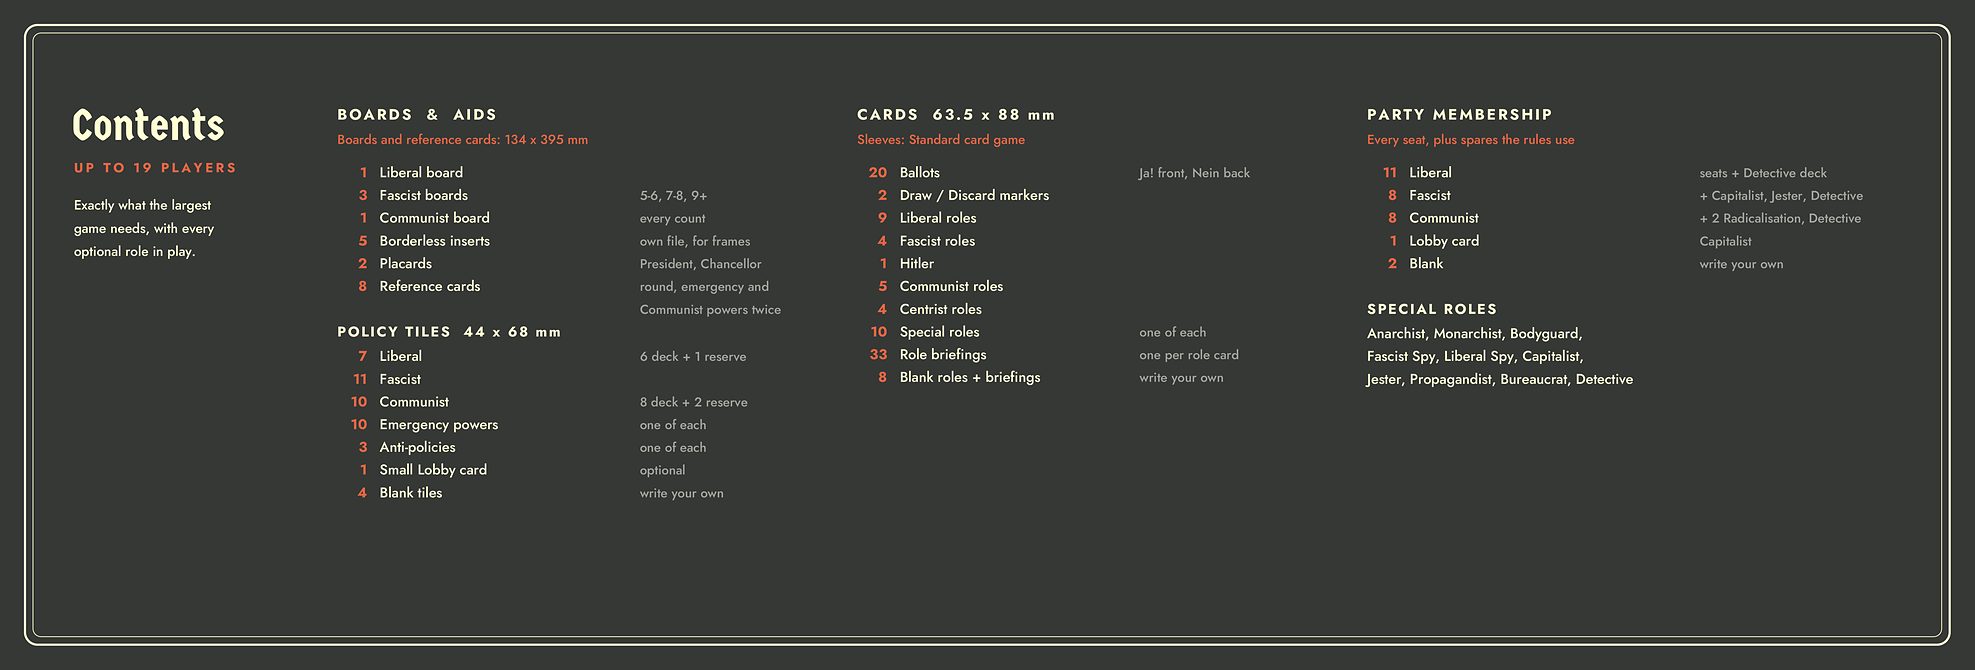 Contents
UP TO 19 PLAYERS
Exactly what the largest
game needs, with every
optional role in play.
BOARDS & AIDS
Boards and reference cards: 134 x 395 mm
1 Liberal board
3 Fascist boards 5-6, 7-8, 9+
1 Communist board every count
5 Borderless inserts own file, for frames
2 Placards President, Chancellor
8 Reference cards round, emergency and
Communist powers twice
POLICY TILES 44 x 68 mm
7 Liberal 6 deck + 1 reserve
11 Fascist
10 Communist 8 deck + 2 reserve
10 Emergency powers one of each
3 Anti-policies one of each
1 Small Lobby card optional
4 Blank tiles write your own
CARDS 63.5 x 88 mm
Sleeves: Standard card game
20 Ballots Ja! front, Nein back
2 Draw / Discard markers
9 Liberal roles
4 Fascist roles
1 Hitler
5 Communist roles
4 Centrist roles
10 Special roles one of each
33 Role briefings one per role card
8 Blank roles + briefings write your own
PARTY MEMBERSHIP
Every seat, plus spares the rules use
11 Liberal seats + Detective deck
8 Fascist + Capitalist, Jester, Detective
8 Communist + 2 Radicalisation, Detective
1 Lobby card Capitalist
2 Blank write your own
SPECIAL ROLES
Anarchist, Monarchist, Bodyguard,
Fascist Spy, Liberal Spy, Capitalist,
Jester, Propagandist, Bureaucrat, Detective